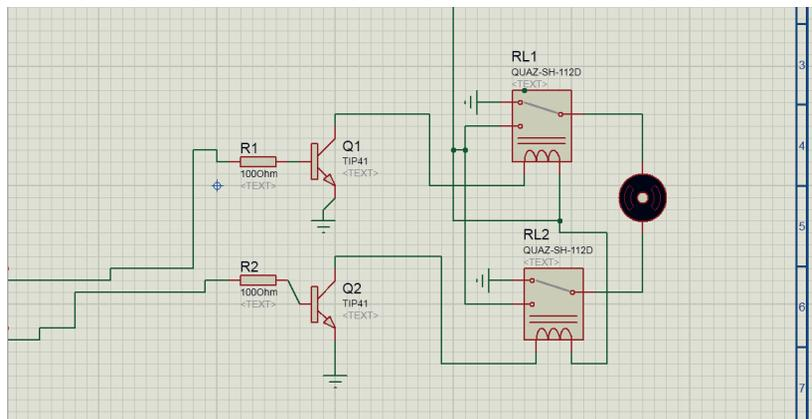 RL1
QUAZ-SH-112D
<TEXT>
3
R1
100Ohm
<TEXT>
Q1
TIP41
<TEXT>
4
RL2
QUAZ-SH-112D
<TEXT>
5
R2
100Ohm
<TEXT>
Q2
TIP41
<TEXT>
6
7